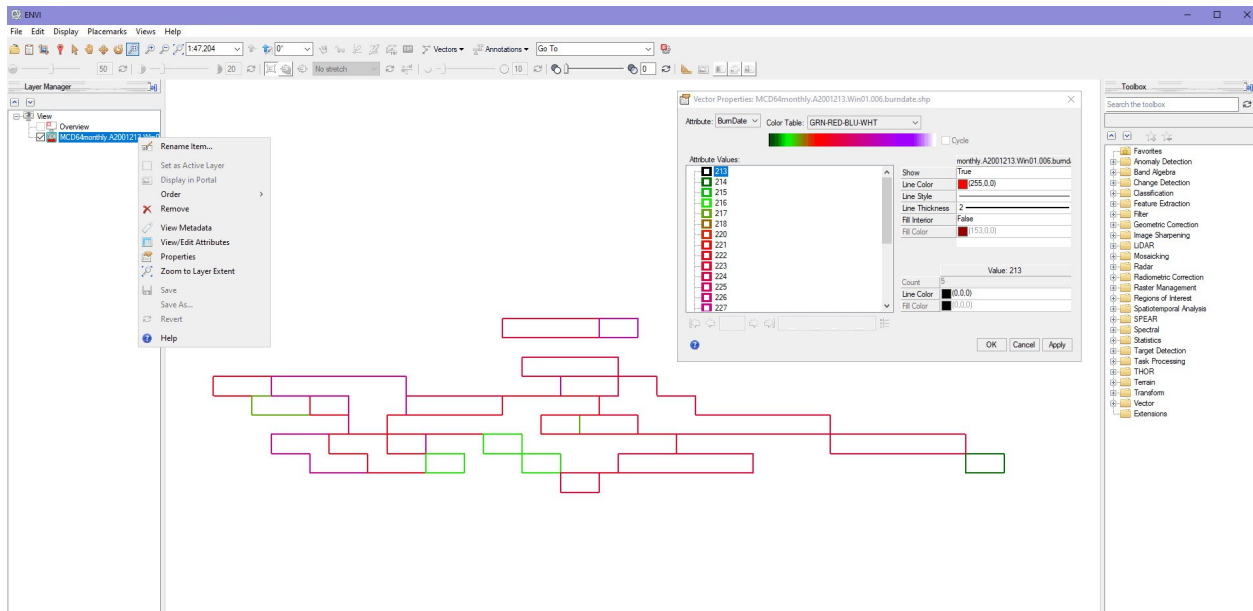 ENVI
File Edit Display Placemarks Views Help
1:47,204 0° Vectors Annotations Go To
50 20 No stretch 10 0
Layer Manager
View
Overview
MCD64monthly.A2001213.Win0
Rename Item...
Set as Active Layer
Display in Portal
Order
Remove
View Metadata
View/Edit Attributes
Properties
Zoom to Layer Extent
Save
Save As...
Revert
Help
Vector Properties: MCD64monthly.A2001213.Win01.006.burndate.shp
Attribute: BurnDate Color Table: GRN-RED-BLU-WHT
Cycle
Attribute Values:
213
214
215
216
217
218
220
221
222
223
224
225
226
227
monthly.A2001213.Win01.006.burnda
Show True
Line Color (255,0,0)
Line Style
Line Thickness 2
Fill Interior False
Fill Color (153,0,0)
Value: 213
Count 5
Line Color (0,0,0)
Fill Color (0,0,0)
OK Cancel Apply
Toolbox
Search the toolbox
Favorites
Anomaly Detection
Band Algebra
Change Detection
Classification
Feature Extraction
Filter
Geometric Correction
Image Sharpening
LiDAR
Mosaicking
Radar
Radiometric Correction
Raster Management
Regions of Interest
Spatiotemporal Analysis
SPEAR
Spectral
Statistics
Target Detection
Task Processing
THOR
Terrain
Transform
Vector
Extensions